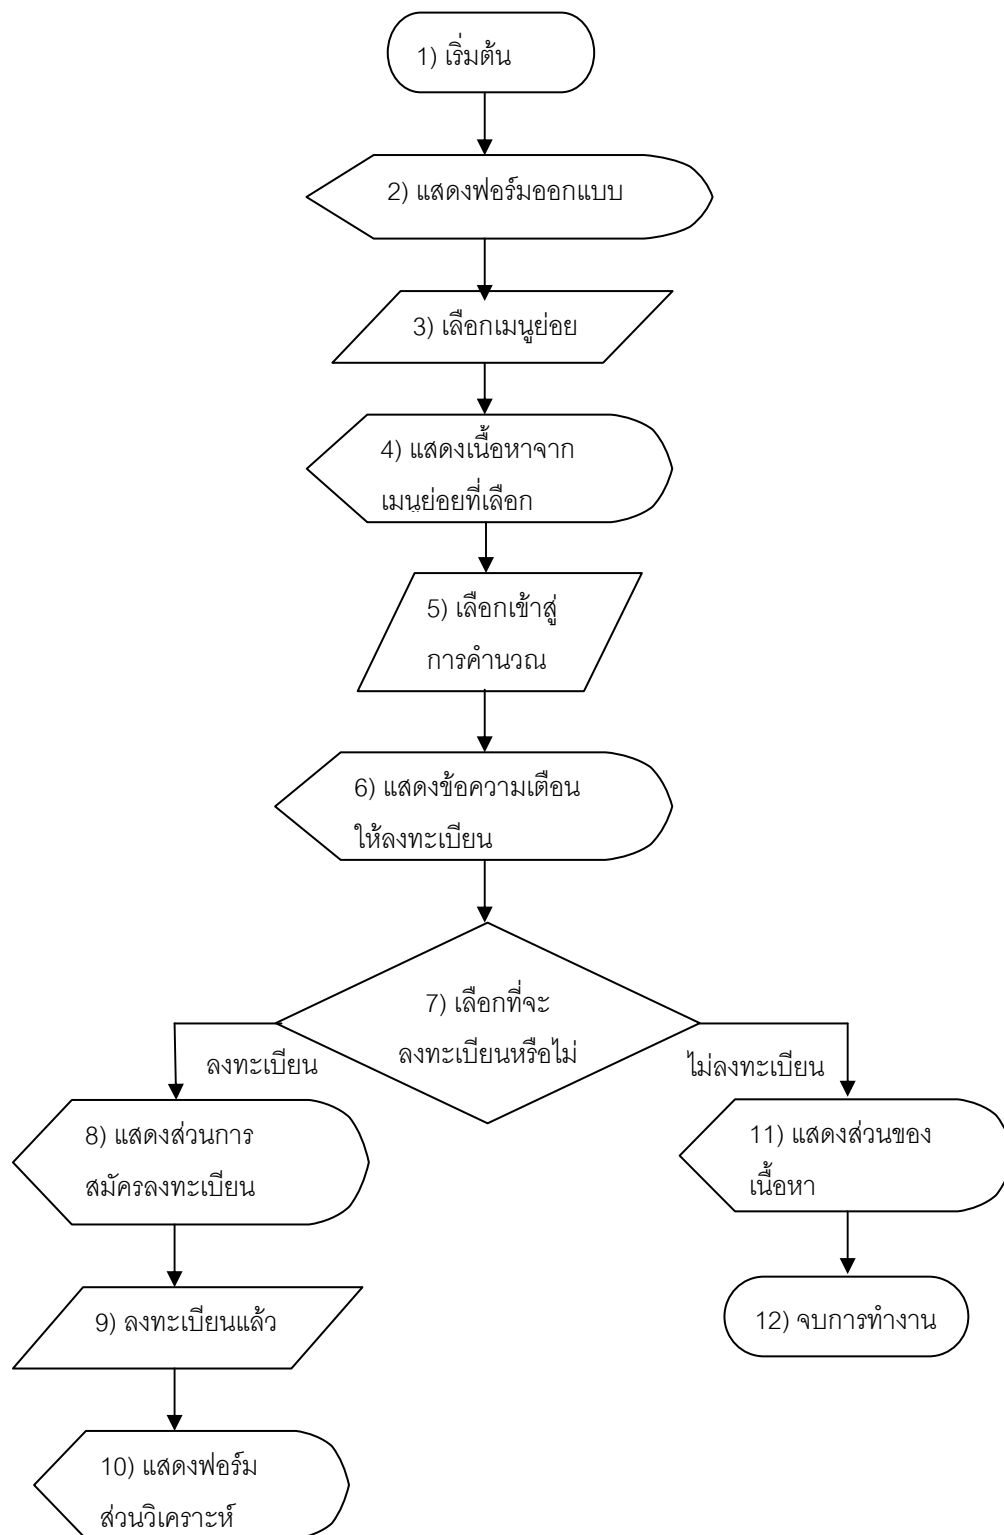 1) เริ่มต้น
2) แสดงฟอร์มออกแบบ
3) เลือกเมนูย่อย
4) แสดงเนื้อหาจาก
เมนูย่อยที่เลือก
5) เลือกเข้าสู่
การคำนวณ
6) แสดงข้อความเตือน
ให้ลงทะเบียน
7) เลือกที่จะ
ลงทะเบียนหรือไม่
ลงทะเบียน
ไม่ลงทะเบียน
8) แสดงส่วนการ
สมัครลงทะเบียน
11) แสดงส่วนของ
เนื้อหา
9) ลงทะเบียนแล้ว
12) จบการทำงาน
10) แสดงฟอร์ม
ส่วนวิเคราะห์